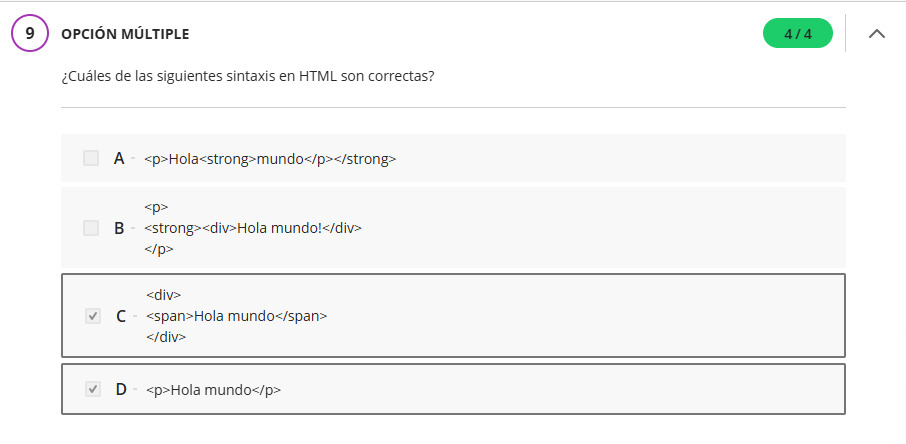 9 OPCIÓN MÚLTIPLE 4 / 4
¿Cuáles de las siguientes sintaxis en HTML son correctas?
A - <p>Hola<strong>mundo</p></strong>
<p>
B - <strong><div>Hola mundo!</div>
</p>
<div>
C - <span>Hola mundo</span>
</div>
D - <p>Hola mundo</p>